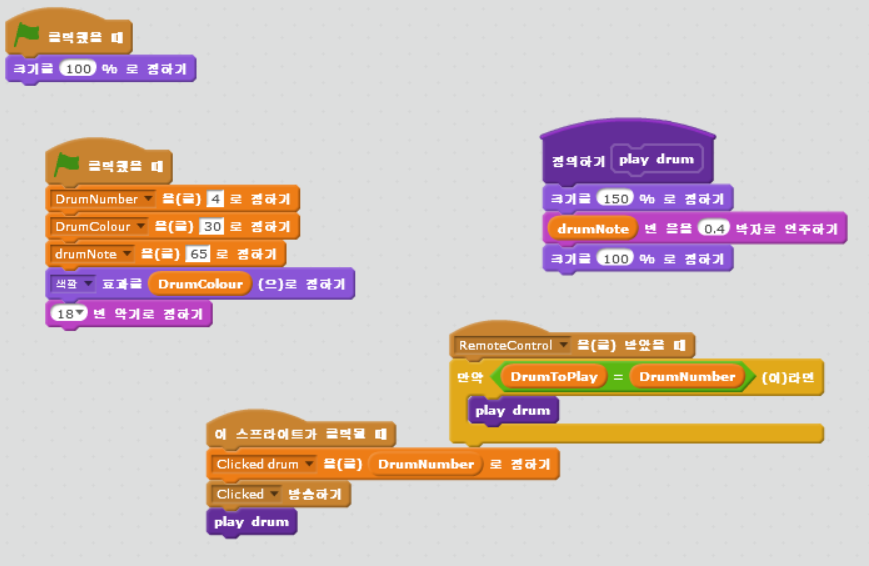 클릭했을 때
크기를 100 % 로 정하기
클릭했을 때
DrumNumber 을(를) 4 로 정하기
DrumColour 을(를) 30 로 정하기
drumNote 을(를) 65 로 정하기
색깔 효과를 DrumColour (으)로 정하기
18 번 악기로 정하기
정의하기 play drum
크기를 150 % 로 정하기
drumNote 번 음을 0.4 박자로 연주하기
크기를 100 % 로 정하기
RemoteControl 을(를) 받았을 때
만약 DrumToPlay = DrumNumber (이)라면
play drum
이 스프라이트가 클릭될 때
Clicked drum 을(를) DrumNumber 로 정하기
Clicked 방송하기
play drum